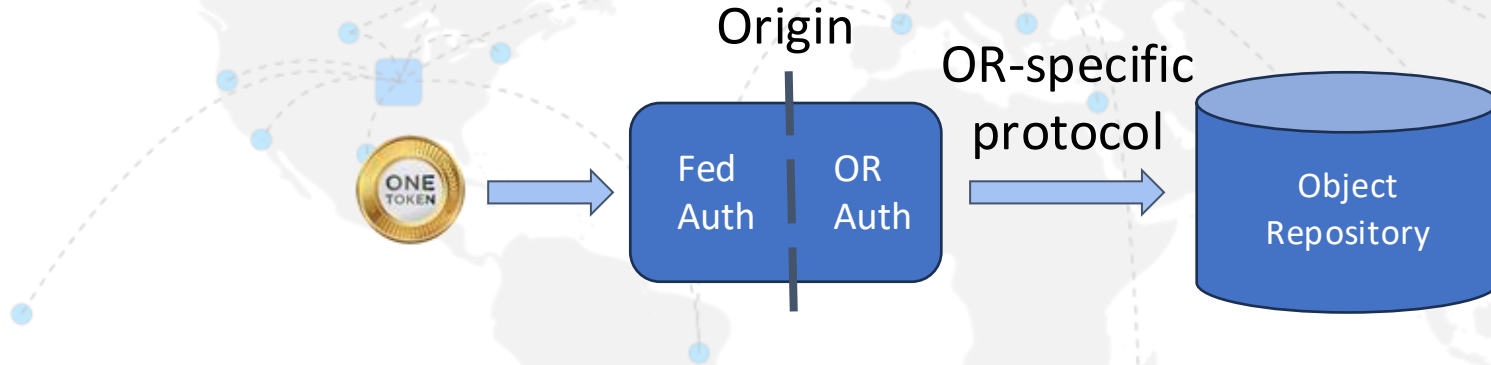 Origin
OR-specific
protocol
ONE
TOKEN
Fed
Auth
OR
Auth
Object
Repository